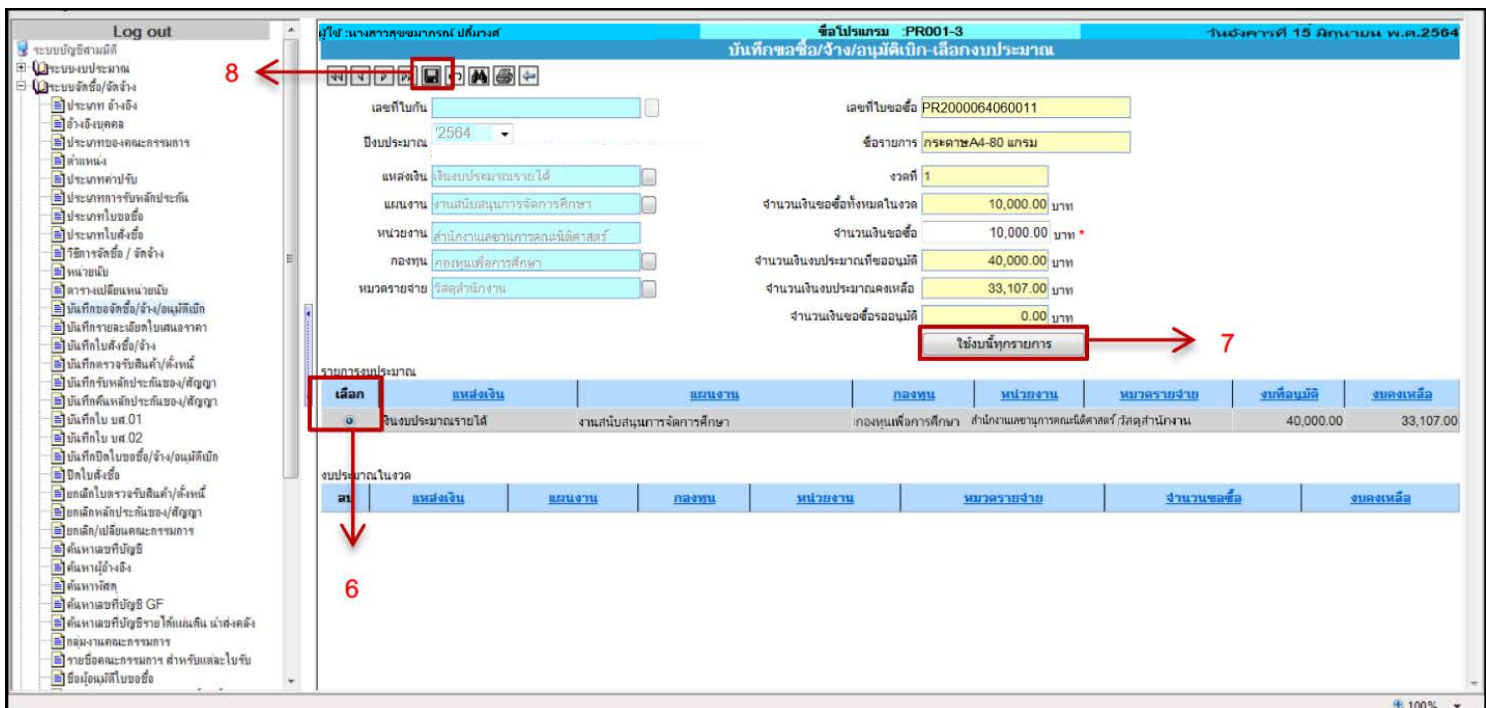 Log out
ระบบบัญชีสามมิติ
ระบบงบประมาณ
ระบบจัดซื้อ/จัดจ้าง
ประเภท อ้างอิง
อ้างอิงบุคคล
ประเภทของคณะกรรมการ
ตำแหน่ง
ประเภทค่าปรับ
ประเภทการรับหลักประกัน
ประเภทใบขอซื้อ
ประเภทใบสั่งซื้อ
วิธีการจัดซื้อ / จัดจ้าง
หน่วยนับ
ตารางเปลี่ยนหน่วยนับ
บันทึกขอจัดซื้อ/จ้าง/อนุมัติเบิก
บันทึกรายละเอียดใบเสนอราคา
บันทึกใบสั่งซื้อ/จ้าง
บันทึกตรวจรับสินค้า/ตั้งหนี้
บันทึกรับหลักประกันของ/สัญญา
บันทึกคืนหลักประกันของ/สัญญา
บันทึกใบ บศ.01
บันทึกใบ บศ.02
บันทึกปิดใบขอซื้อ/จ้าง/อนุมัติเบิก
ปิดใบสั่งซื้อ
ยกเลิกใบตรวจรับสินค้า/ตั้งหนี้
ยกเลิกหลักประกันของ/สัญญา
ยกเลิก/เปลี่ยนคณะกรรมการ
ค้นหาเลขที่บัญชี
ค้นหาผู้อ้างอิง
ค้นหาพัสดุ
ค้นหาเลขที่บัญชี GF
ค้นหาเลขที่บัญชีรายได้แผ่นดิน นำส่งคลัง
กลุ่มงานคณะกรรมการ
รายชื่อคณะกรรมการ สำหรับแต่ละใบรับ
ชื่อผู้อนุมัติใบขอซื้อ
ชื่อโปรแกรม :PR001-3
วันอังคารที่ 15 มิถุนายน พ.ศ.2564
บันทึกขอซื้อ/จ้าง/อนุมัติเบิก-เลือกงบประมาณ
8
เลขที่ใบกัน
เลขที่ใบขอซื้อ PR2000064060011
ปีงบประมาณ 2564
ชื่อรายการ กระดาษA4-80 แกรม
แหล่งเงิน เงินงบประมาณรายได้
งวดที่ 1
แผนงาน งานสนับสนุนการจัดการศึกษา
จำนวนเงินขอซื้อทั้งหมดในงวด 10,000.00 บาท
หน่วยงาน สำนักงานเลขานุการคณะนิติศาสตร์
จำนวนเงินขอซื้อ 10,000.00 บาท *
กองทุน กองทุนเพื่อการศึกษา
จำนวนเงินงบประมาณที่ขออนุมัติ 40,000.00 บาท
หมวดรายจ่าย วัสดุสำนักงาน
จำนวนเงินงบประมาณคงเหลือ 33,107.00 บาท
จำนวนเงินขอซื้อรออนุมัติ 0.00 บาท
ใช้งบนี้ทุกรายการ
7
รายการงบประมาณ
เลือก แหล่งเงิน แผนงาน กองทุน หน่วยงาน หมวดรายจ่าย งบที่อนุมัติ งบคงเหลือ
เงินงบประมาณรายได้ งานสนับสนุนการจัดการศึกษา กองทุนเพื่อการศึกษา สำนักงานเลขานุการคณะนิติศาสตร์ วัสดุสำนักงาน 40,000.00 33,107.00
งบประมาณในงวด
ลบ แหล่งเงิน แผนงาน กองทุน หน่วยงาน หมวดรายจ่าย จำนวนขอซื้อ งบคงเหลือ
6
100%